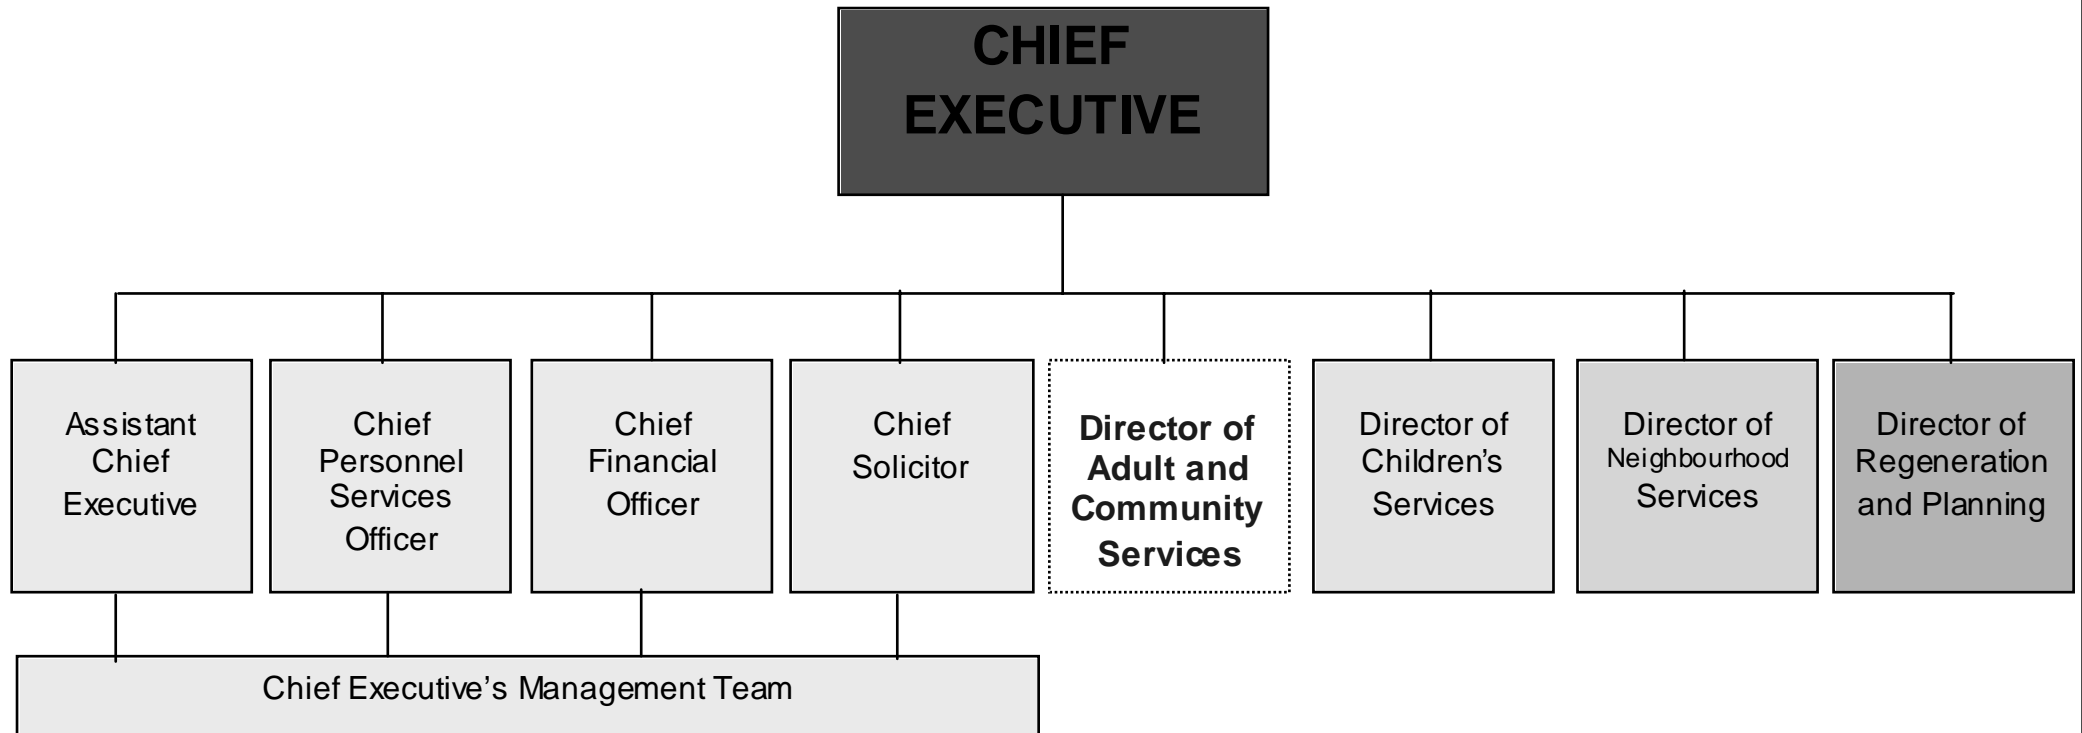 CHIEF
EXECUTIVE
Assistant
Chief
Executive
Chief
Personnel
Services
Officer
Chief
Financial
Officer
Chief
Solicitor
Director of
Adult and
Community
Services
Director of
Children's
Services
Director of
Neighbourhood
Services
Director of
Regeneration
and Planning
Chief Executive's Management Team